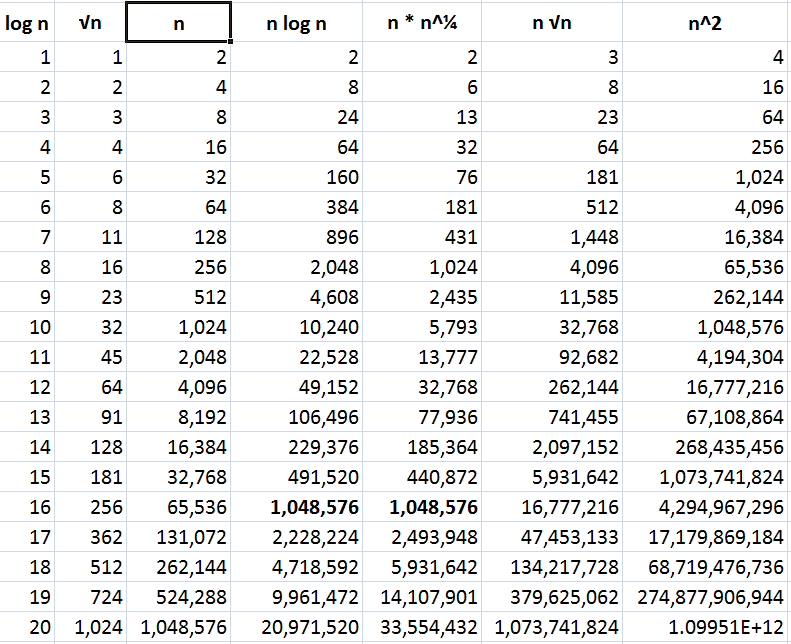 log n √n n n log n n * n^¼ n √n n^2
1 1 2 2 2 3 4
2 2 4 8 6 8 16
3 3 8 24 13 23 64
4 4 16 64 32 64 256
5 6 32 160 76 181 1,024
6 8 64 384 181 512 4,096
7 11 128 896 431 1,448 16,384
8 16 256 2,048 1,024 4,096 65,536
9 23 512 4,608 2,435 11,585 262,144
10 32 1,024 10,240 5,793 32,768 1,048,576
11 45 2,048 22,528 13,777 92,682 4,194,304
12 64 4,096 49,152 32,768 262,144 16,777,216
13 91 8,192 106,496 77,936 741,455 67,108,864
14 128 16,384 229,376 185,364 2,097,152 268,435,456
15 181 32,768 491,520 440,872 5,931,642 1,073,741,824
16 256 65,536 1,048,576 1,048,576 16,777,216 4,294,967,296
17 362 131,072 2,228,224 2,493,948 47,453,133 17,179,869,184
18 512 262,144 4,718,592 5,931,642 134,217,728 68,719,476,736
19 724 524,288 9,961,472 14,107,901 379,625,062 274,877,906,944
20 1,024 1,048,576 20,971,520 33,554,432 1,073,741,824 1.09951E+12